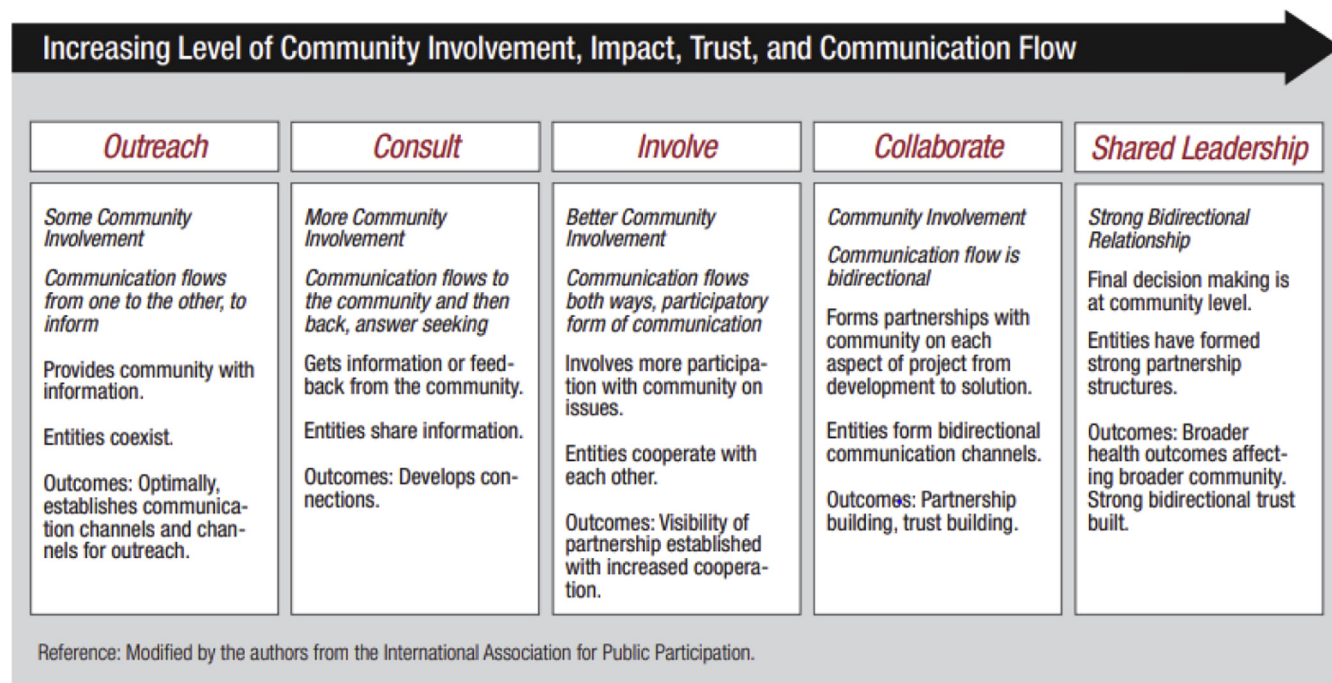 Increasing Level of Community Involvement, Impact, Trust, and Communication Flow
Outreach
Some Community
Involvement
Communication flows
from one to the other, to
inform
Provides community with
information.
Entities coexist.
Outcomes: Optimally,
establishes communica-
tion channels and chan-
nels for outreach.
Consult
More Community
Involvement
Communication flows to
the community and then
back, answer seeking
Gets information or feed-
back from the community.
Entities share information.
Outcomes: Develops con-
nections.
Involve
Better Community
Involvement
Communication flows
both ways, participatory
form of communication
Involves more participa-
tion with community on
issues.
Entities cooperate with
each other.
Outcomes: Visibility of
partnership established
with increased coopera-
tion.
Collaborate
Community Involvement
Communication flow is
bidirectional
Forms partnerships with
community on each
aspect of project from
development to solution.
Entities form bidirectional
communication channels.
Outcomes: Partnership
building, trust building.
Shared Leadership
Strong Bidirectional
Relationship
Final decision making is
at community level.
Entities have formed
strong partnership
structures.
Outcomes: Broader
health outcomes affect-
ing broader community.
Strong bidirectional trust
built.
Reference: Modified by the authors from the International Association for Public Participation.